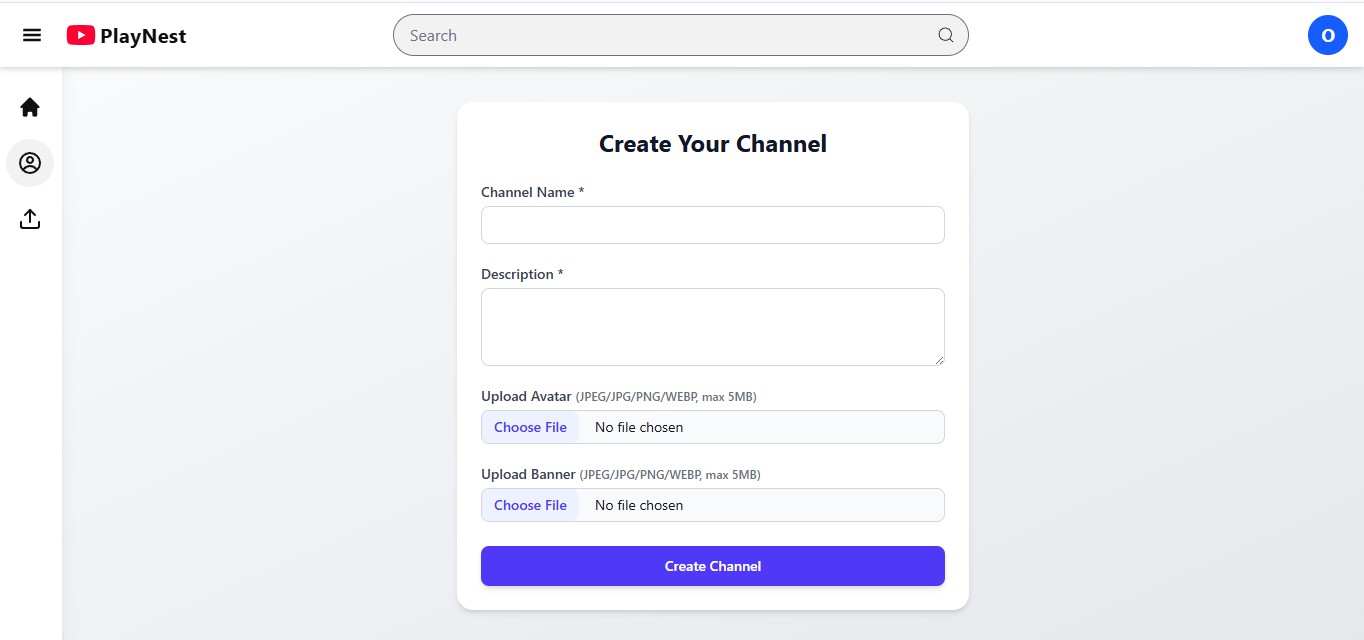 PlayNest
Search
O
Create Your Channel
Channel Name *
Description *
Upload Avatar (JPEG/JPG/PNG/WEBP, max 5MB)
Choose File No file chosen
Upload Banner (JPEG/JPG/PNG/WEBP, max 5MB)
Choose File No file chosen
Create Channel